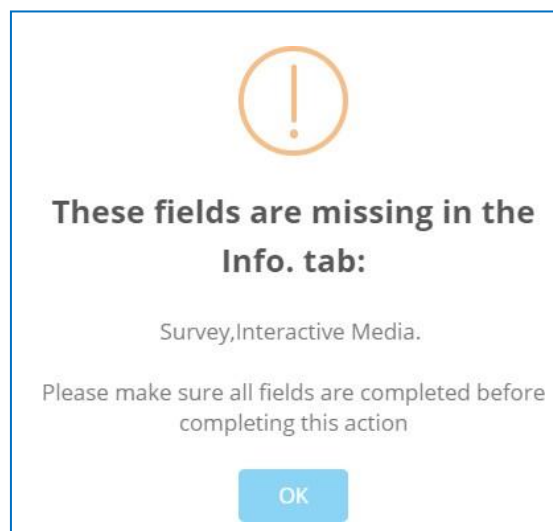 These fields are missing in the
Info. tab:
Survey,Interactive Media.
Please make sure all fields are completed before
completing this action
OK